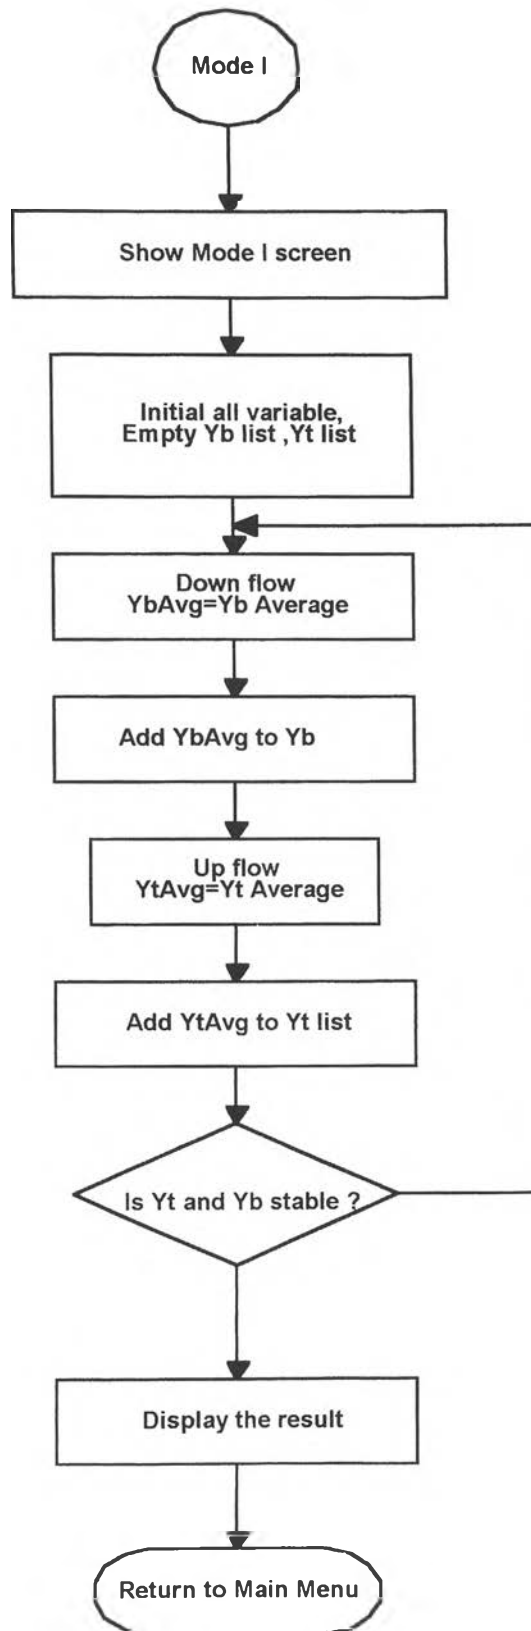 Mode I
Show Mode I screen
Initial all variable,
Empty Yb list ,Yt list
Down flow
YbAvg=Yb Average
Add YbAvg to Yb
Up flow
YtAvg=Yt Average
Add YtAvg to Yt list
Is Yt and Yb stable ?
Display the result
Return to Main Menu